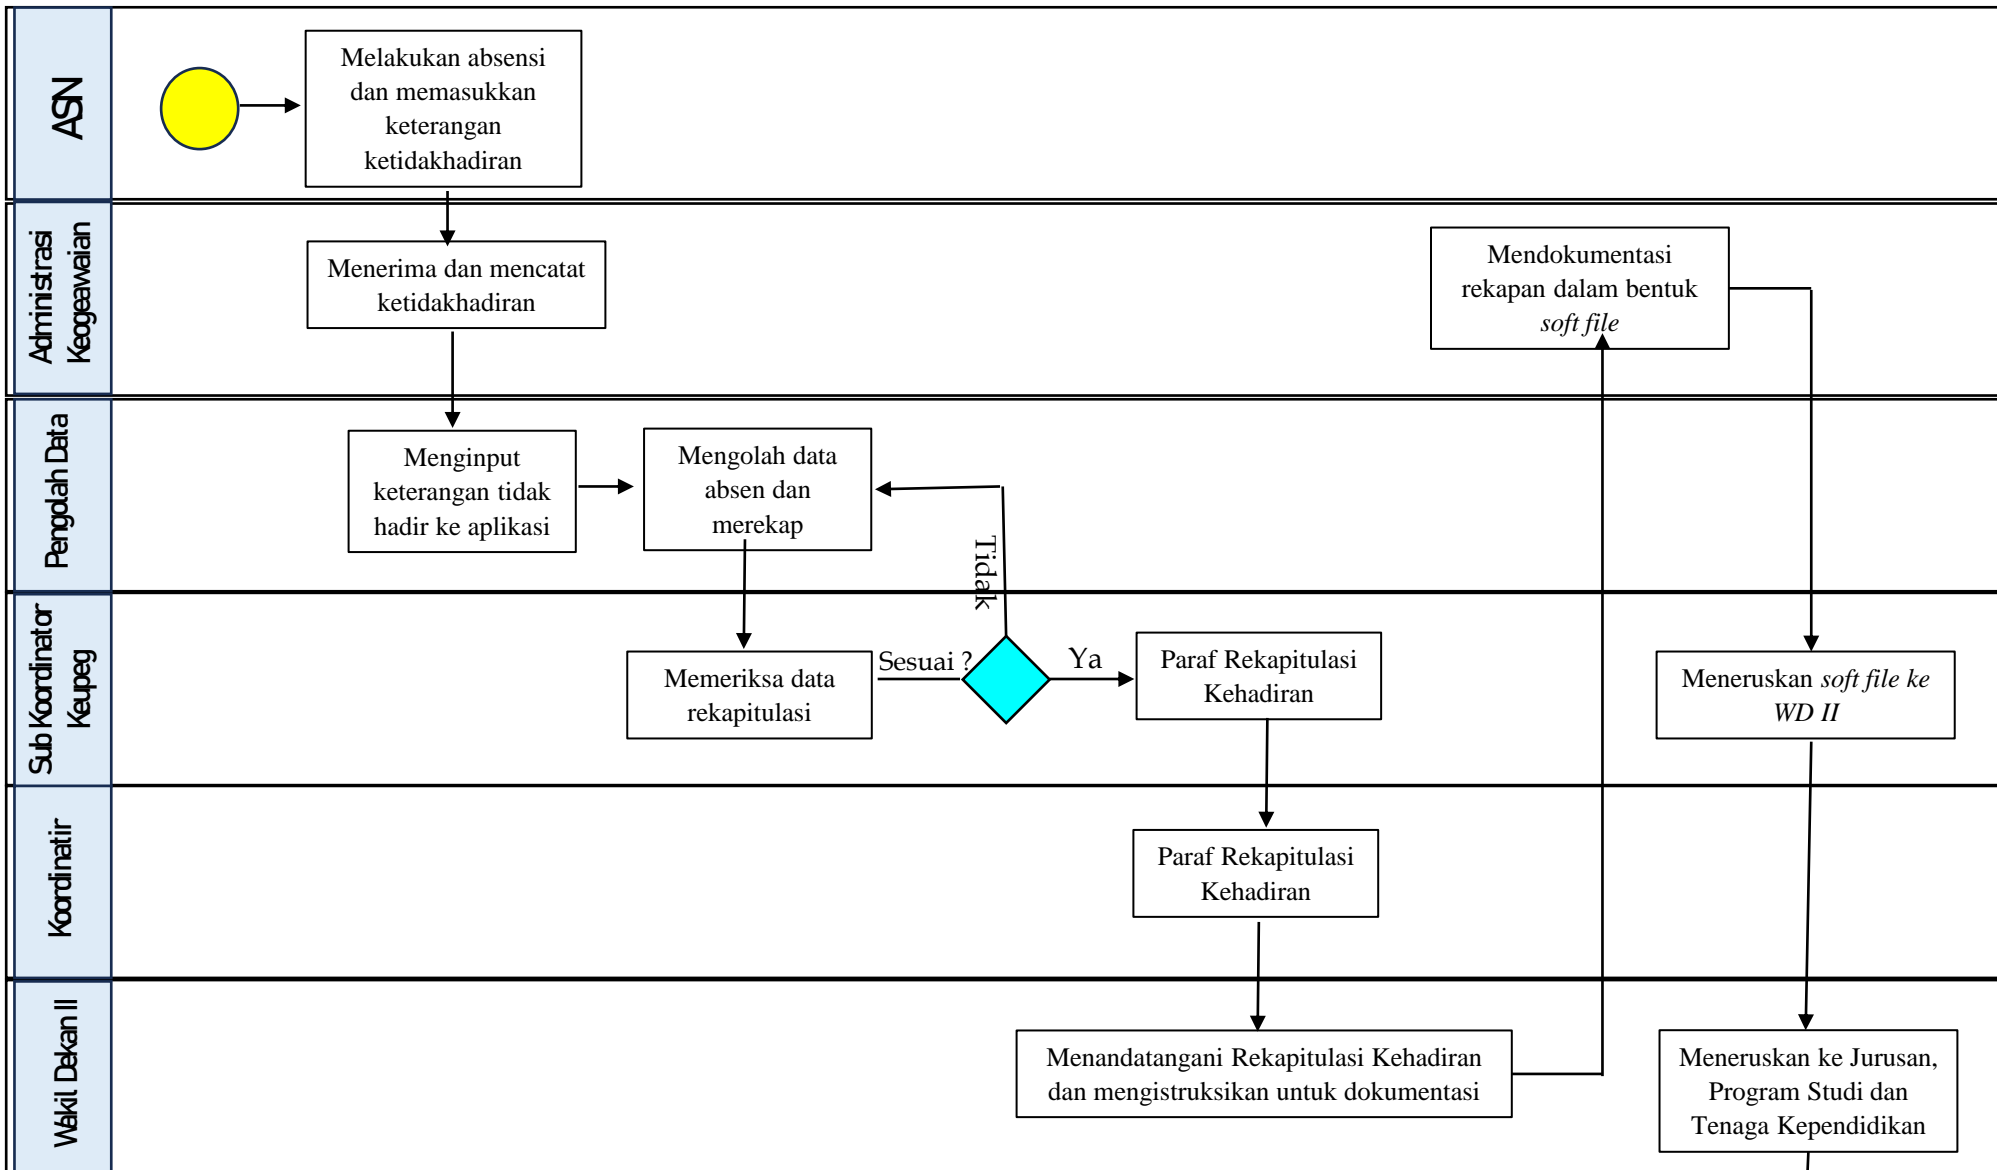 ASN
Melakukan absensi
dan memasukkan
keterangan
ketidakhadiran
Administrasi
Keogeawaian
Menerima dan mencatat
ketidakhadiran
Mendokumentasi
rekapan dalam bentuk
soft file
Pengolah Data
Menginput
keterangan tidak
hadir ke aplikasi
Mengolah data
absen dan
merekap
Tidak
Sub Koordinator
Keupeg
Memeriksa data
rekapitulasi
Sesuai ?
Ya
Paraf Rekapitulasi
Kehadiran
Meneruskan soft file ke
WD II
Koordinatir
Paraf Rekapitulasi
Kehadiran
Wakil Dekan II
Menandatangani Rekapitulasi Kehadiran
dan mengistruksikan untuk dokumentasi
Meneruskan ke Jurusan,
Program Studi dan
Tenaga Kependidikan